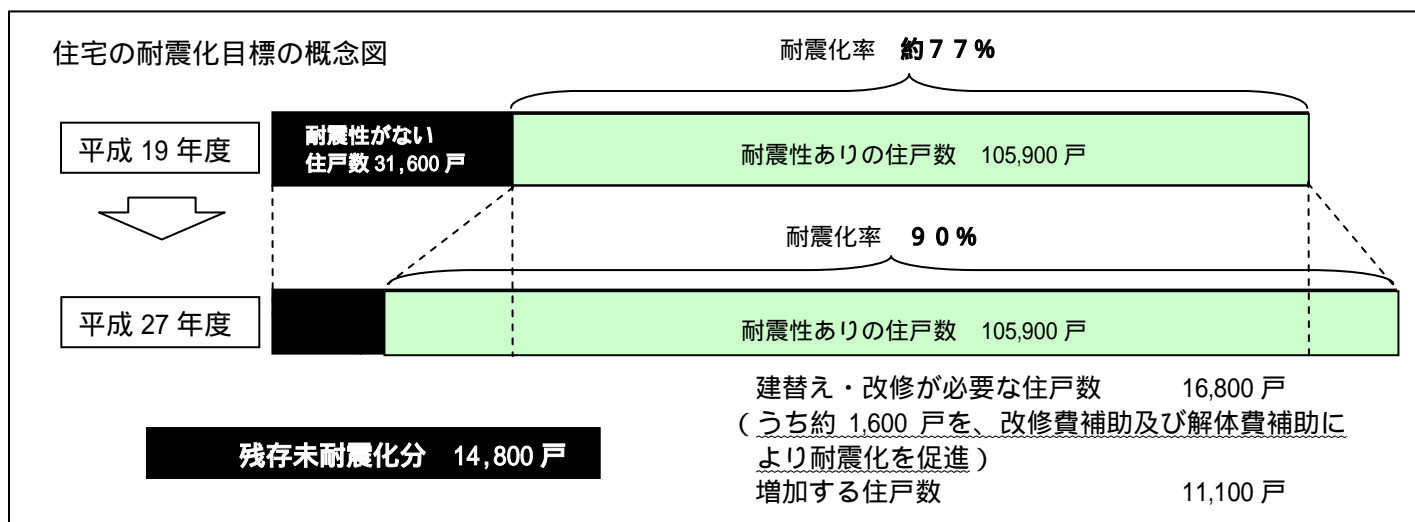 住宅の耐震化目標の概念図
耐震化率 約77%
平成 19 年度
耐震性がない
住戸数 31,600 戸
耐震性ありの住戸数 105,900 戸
耐震化率 90%
平成 27 年度
耐震性ありの住戸数 105,900 戸
建替え・改修が必要な住戸数 16,800 戸
(うち約 1,600 戸を、改修費補助及び解体費補助に
より耐震化を促進)
残存未耐震化分 14,800 戸
増加する住戸数 11,100 戸